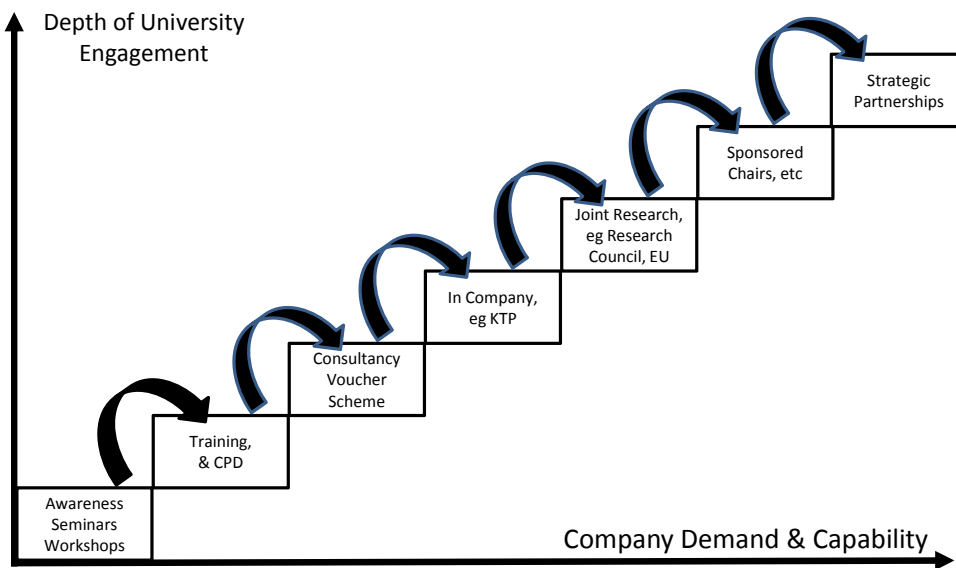 Depth of University
Engagement
Strategic
Partnerships
Sponsored
Chairs, etc
Joint Research,
eg Research
Council, EU
In Company,
eg KTP
Consultancy
Voucher
Scheme
Training,
& CPD
Awareness
Seminars
Workshops
Company Demand & Capability